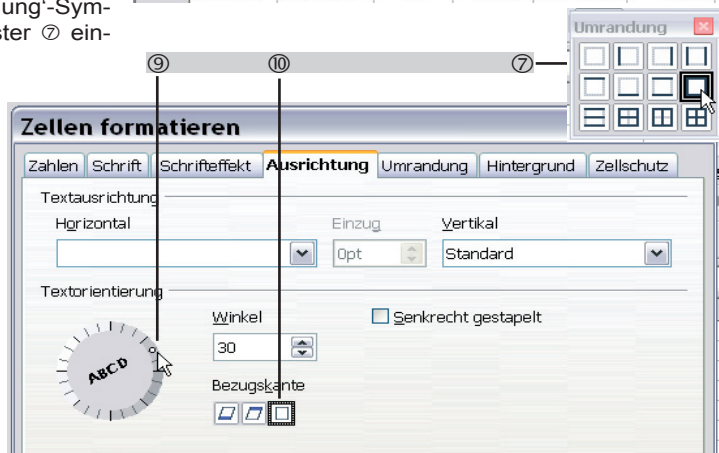 ung‘-Sym-
ster ⑦ ein-
Umrandung
⑨ ⑩ ⑦
Zellen formatieren
Zahlen Schrift Schrifteffekt Ausrichtung Umrandung Hintergrund Zellschutz
Textausrichtung
Horizontal Einzug Vertikal
0pt Standard
Textorientierung
Winkel Senkrecht gestapelt
30
ABCD
Bezugskante